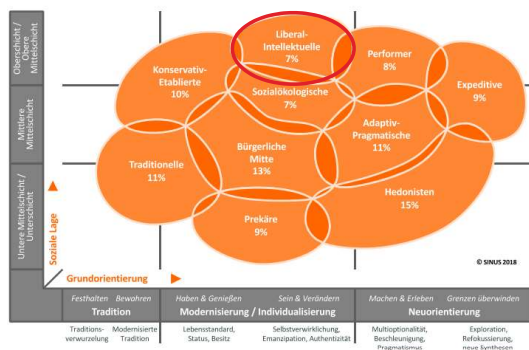 Oberschicht /
Obere
Mittelschicht
Mittlere
Mittelschicht
Untere Mittelschicht /
Unterschicht
Soziale Lage
Liberal-
Intellektuelle
7%
Performer
8%
Konservativ-
Etablierte
10%
Sozialökologische
7%
Expeditive
9%
Adaptiv-
Pragmatische
11%
Traditionelle
11%
Bürgerliche
Mitte
13%
Hedonisten
15%
Prekäre
9%
© SINUS 2018
Grundorientierung
Festhalten Bewahren
Tradition
Haben & Genießen Sein & Verändern
Modernisierung / Individualisierung
Machen & Erleben Grenzen überwinden
Neuorientierung
Traditions-
verwurzelung
Modernisierte
Tradition
Lebensstandard,
Status, Besitz
Selbstverwirklichung,
Emanzipation, Authentizität
Multioptionalität,
Beschleunigung,
Pragmatismus
Exploration,
Refokussierung,
neue Synthesen